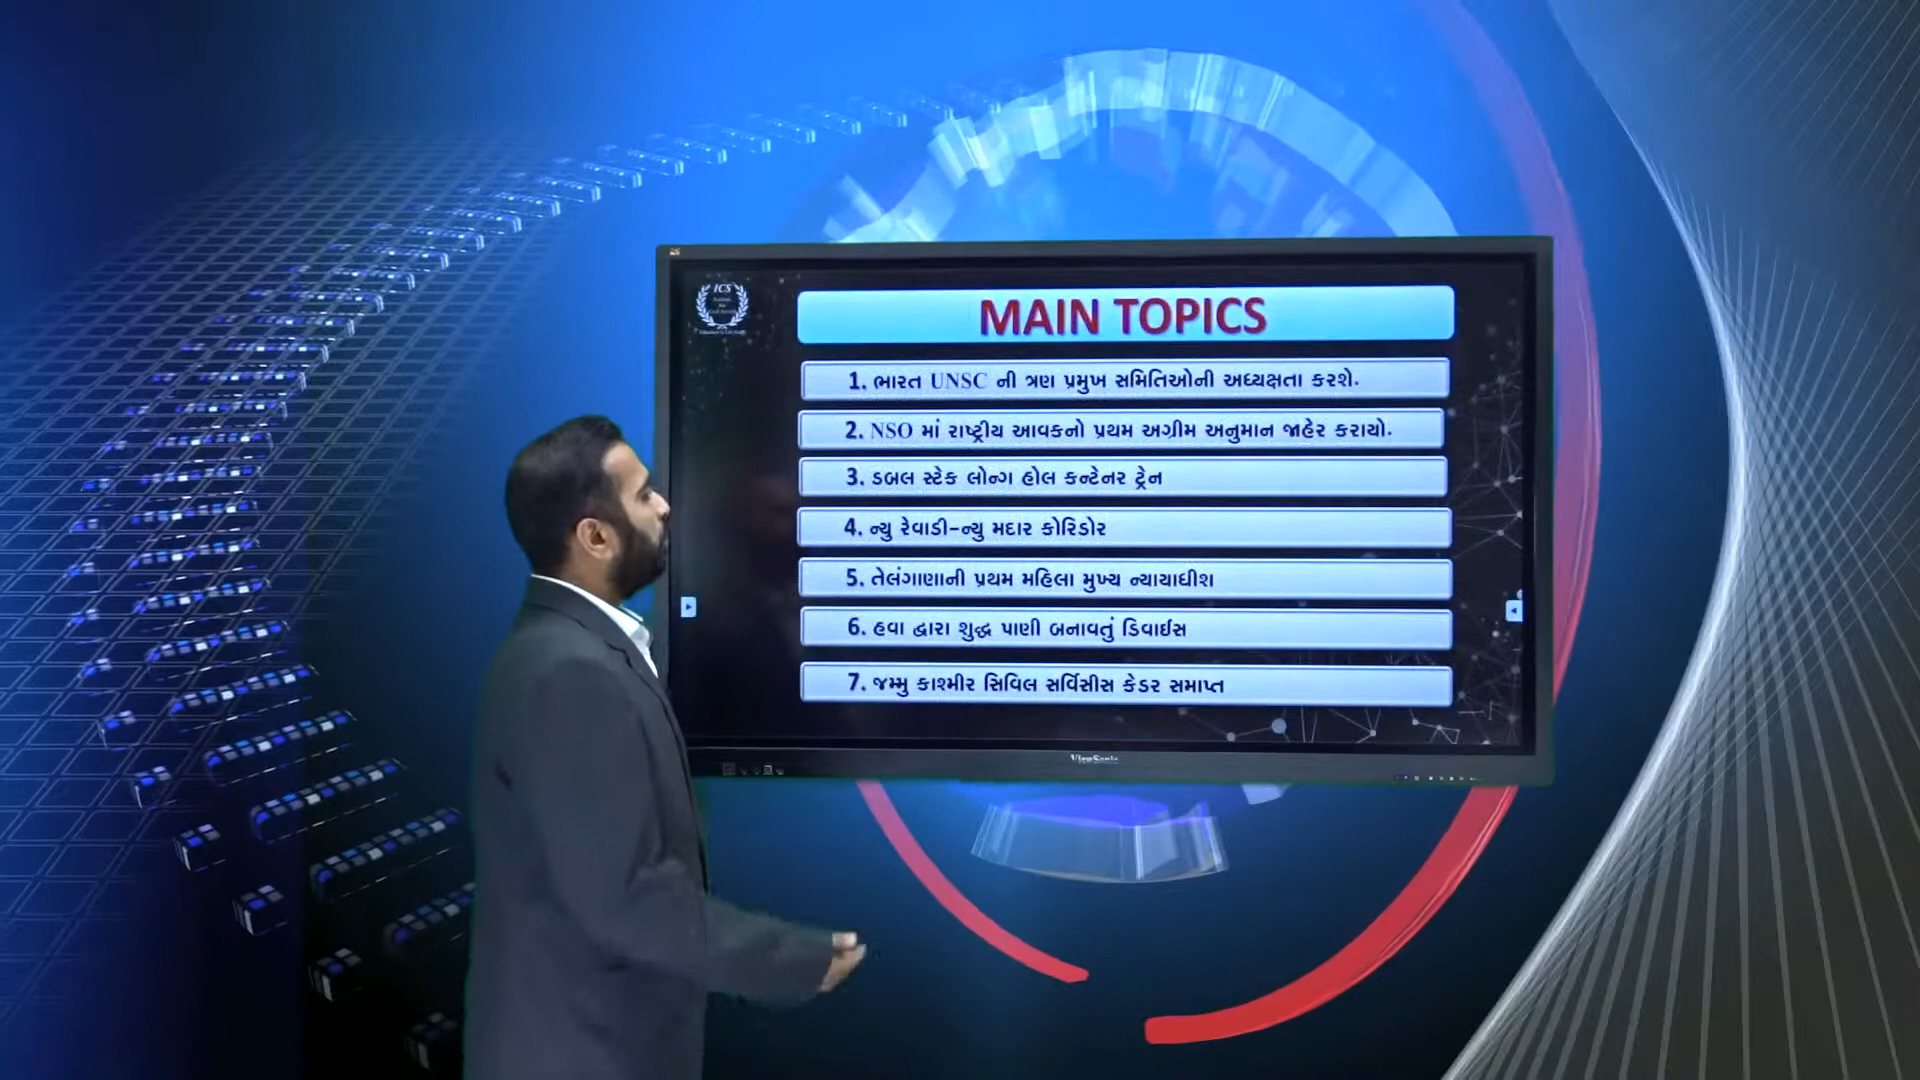 ICS
MAIN TOPICS
1. ભારત UNSC ની ત્રણ પ્રમુખ સમિતિઓની અધ્યક્ષતા કરશે.
2. NSO માં રાષ્ટ્રીય આવકનો પ્રથમ અગ્રીમ અનુમાન જાહેર કરાયો.
3. ડબલ સ્ટેક લોન્ગ હોલ કન્ટેનર ટ્રેન
4. ન્યુ રેવાડી-ન્યુ મદાર કોરિડોર
5. તેલંગાણાની પ્રથમ મહિલા મુખ્ય ન્યાયાધીશ
6. હવા દ્વારા શુદ્ધ પાણી બનાવતું ડિવાઈસ
7. જમ્મુ કાશ્મીર સિવિલ સર્વિસીસ કેડર સમાપ્ત
ViewSonic